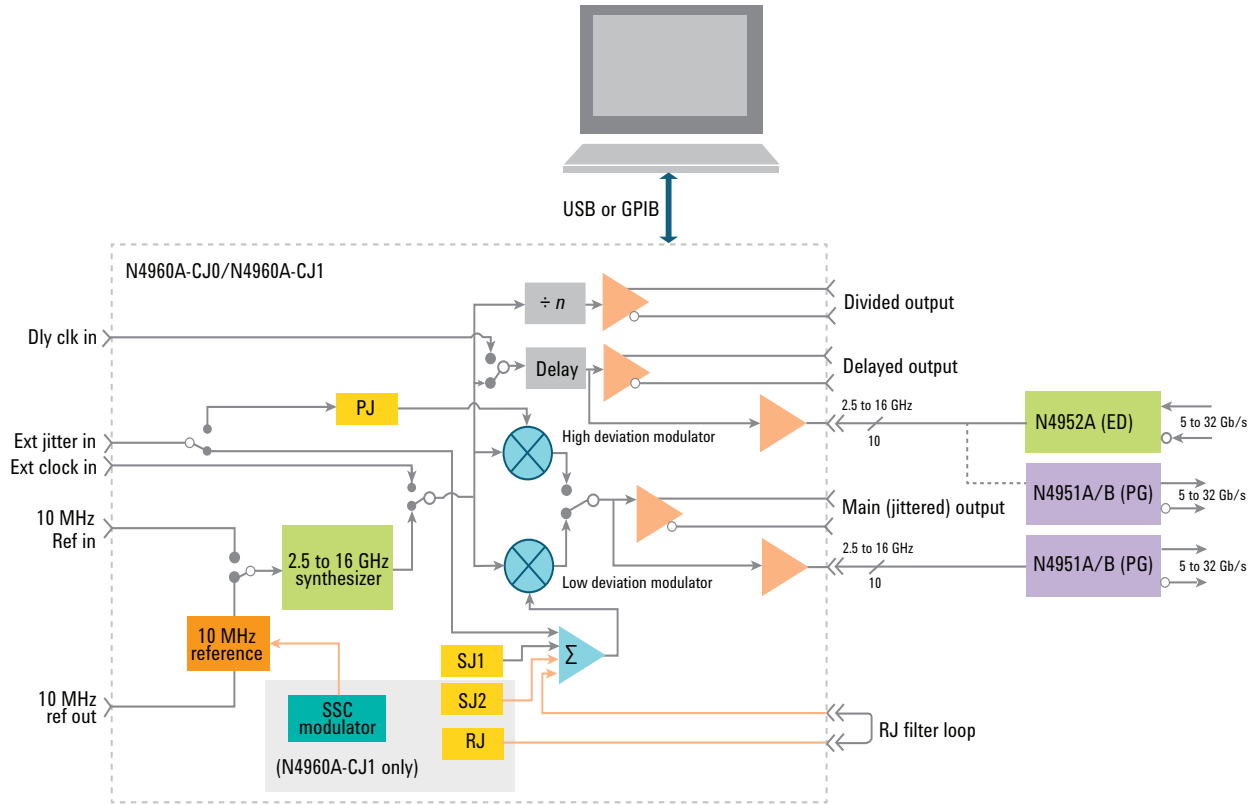 USB or GPIB
N4960A-CJ0/N4960A-CJ1
÷ n
Divided output
Dly clk in
Delay
Delayed output
PJ
2.5 to 16 GHz
10
N4952A (ED)
5 to 32 Gb/s
Ext jitter in
High deviation modulator
Ext clock in
N4951A/B (PG)
5 to 32 Gb/s
Main (jittered) output
10 MHz
Ref in
2.5 to 16 GHz
synthesizer
2.5 to 16 GHz
10
N4951A/B (PG)
5 to 32 Gb/s
Low deviation modulator
10 MHz
reference
Σ
SJ1
SJ2
10 MHz
ref out
SSC
modulator
RJ
RJ filter loop
(N4960A-CJ1 only)